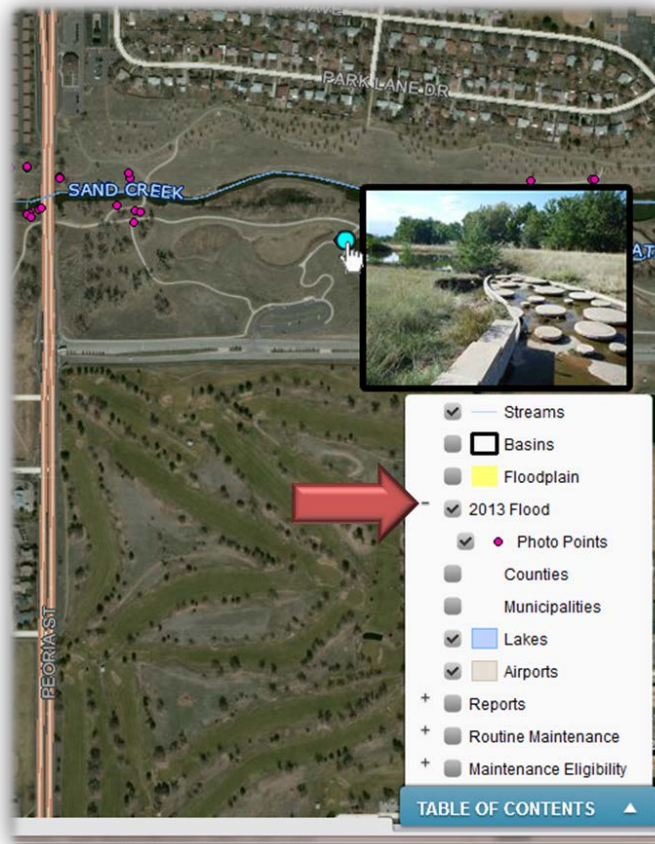 PARK LANE DR
SAND CREEK
AT
Streams
Basins
Floodplain
2013 Flood
Photo Points
Counties
Municipalities
Lakes
Airports
Reports
Routine Maintenance
Maintenance Eligibility
PEORIA ST
TABLE OF CONTENTS